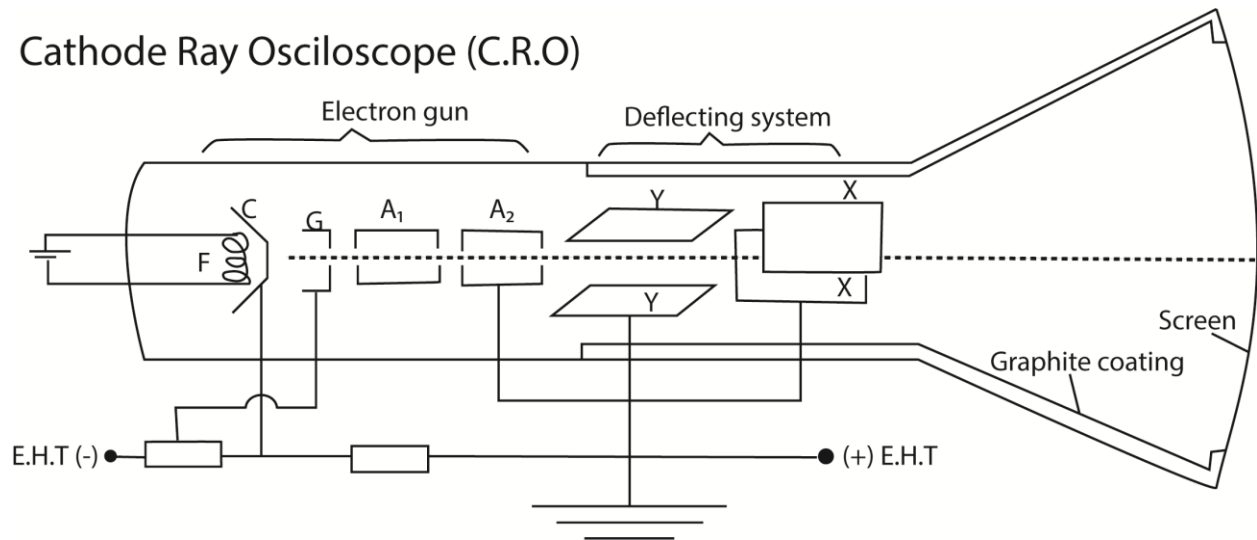 Cathode Ray Osciloscope (C.R.O)
Electron gun
Deflecting system
C
G
A₁
A₂
Y
X
F
Y
X
Screen
Graphite coating
E.H.T (-)
(+) E.H.T